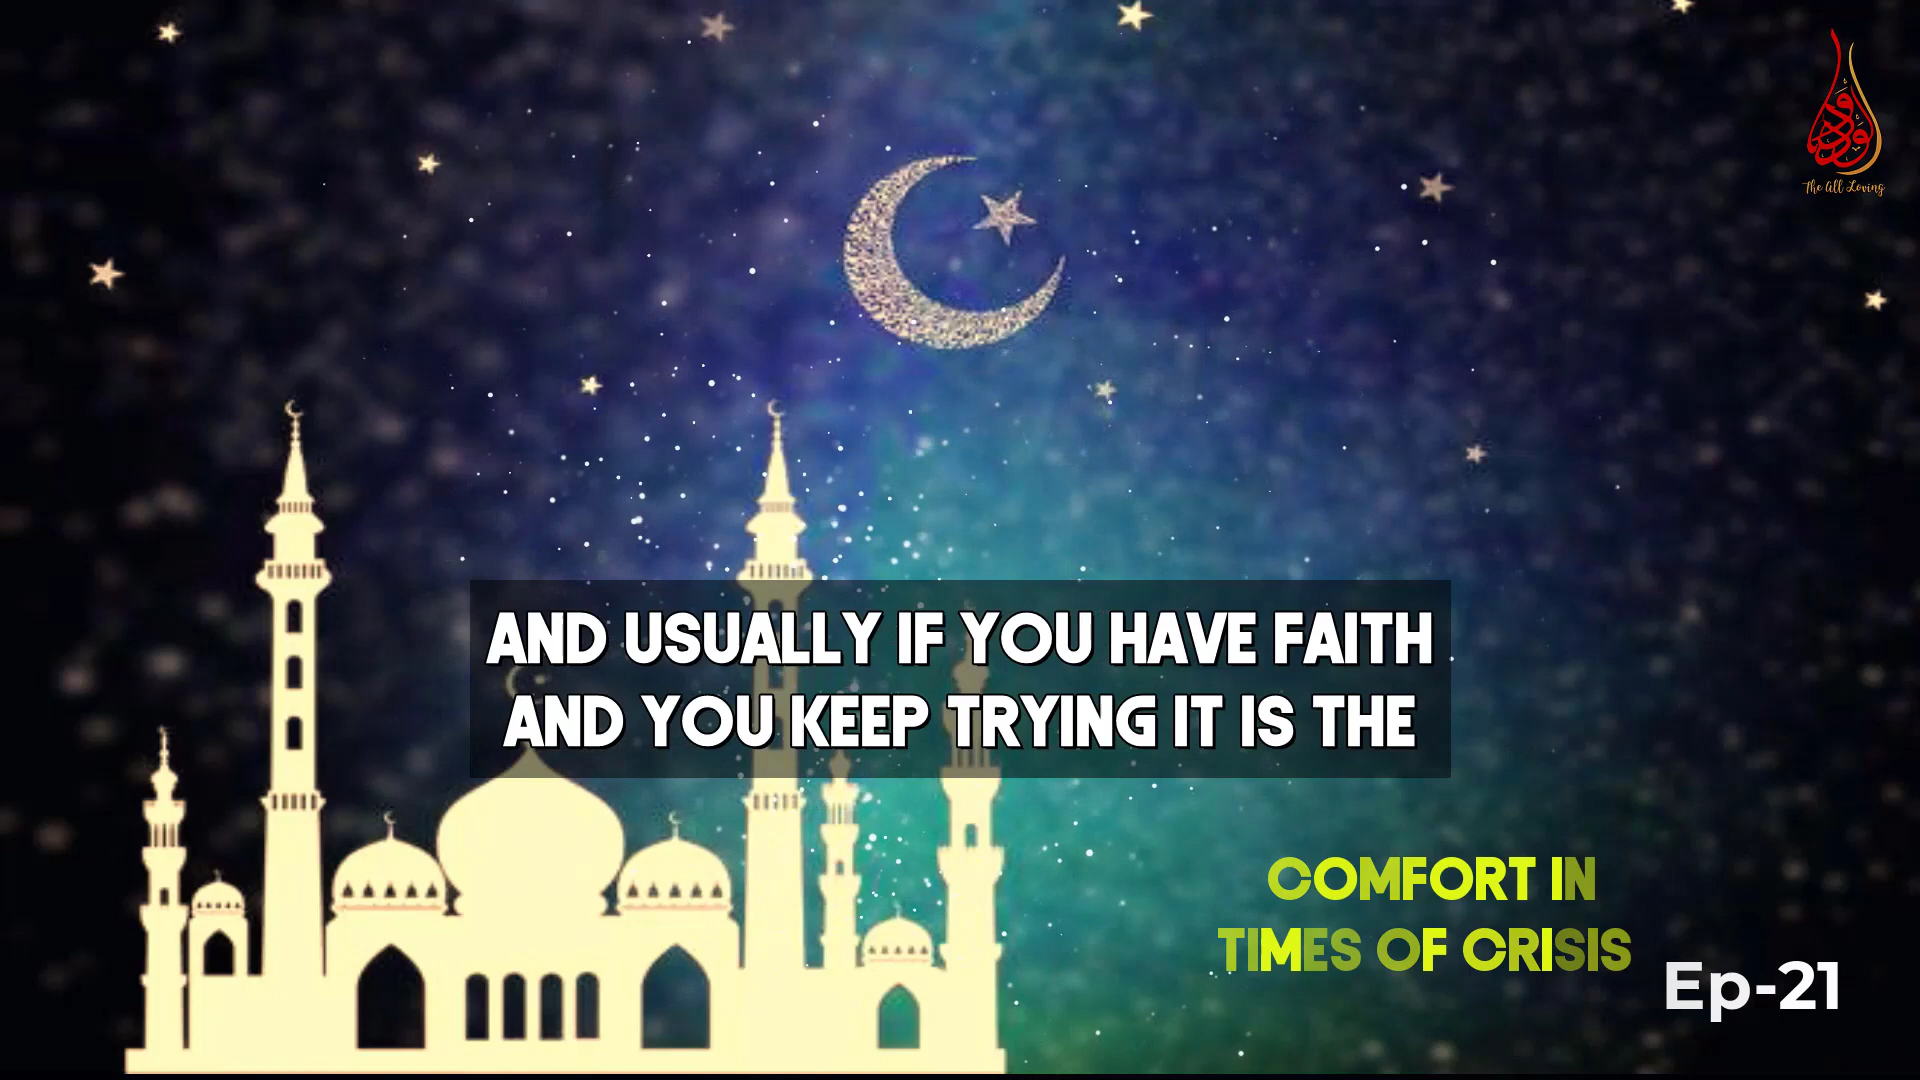 الودود
The All Loving
AND USUALLY IF YOU HAVE FAITH
AND YOU KEEP TRYING IT IS THE
COMFORT IN
TIMES OF CRISIS
Ep-21